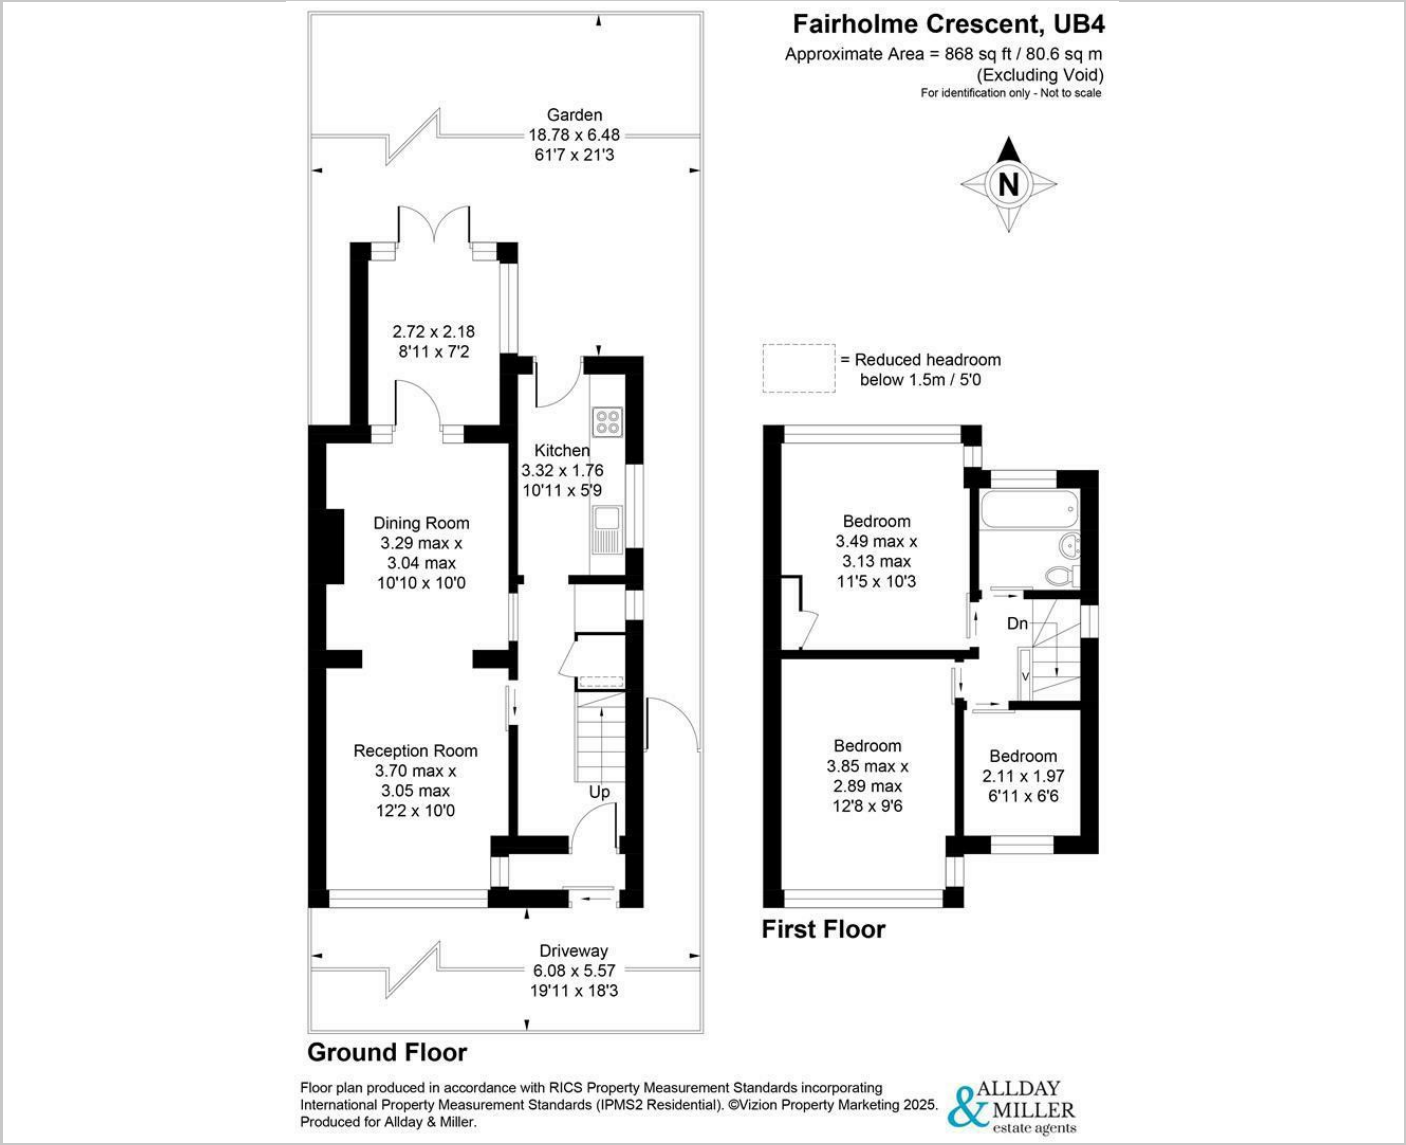 Fairholme Crescent, UB4
Approximate Area = 868 sq ft / 80.6 sq m
(Excluding Void)
For identification only - Not to scale
N
= Reduced headroom
below 1.5m / 5'0
Garden
18.78 x 6.48
61'7 x 21'3
2.72 x 2.18
8'11 x 7'2
Kitchen
3.32 x 1.76
10'11 x 5'9
Dining Room
3.29 max x
3.04 max
10'10 x 10'0
Reception Room
3.70 max x
3.05 max
12'2 x 10'0
Up
Driveway
6.08 x 5.57
19'11 x 18'3
Ground Floor
Bedroom
3.49 max x
3.13 max
11'5 x 10'3
Dn
V
Bedroom
3.85 max x
2.89 max
12'8 x 9'6
Bedroom
2.11 x 1.97
6'11 x 6'6
First Floor
Floor plan produced in accordance with RICS Property Measurement Standards incorporating
International Property Measurement Standards (IPMS2 Residential). ©Vizion Property Marketing 2025.
Produced for Allday & Miller.
ALLDAY
& MILLER
estate agents